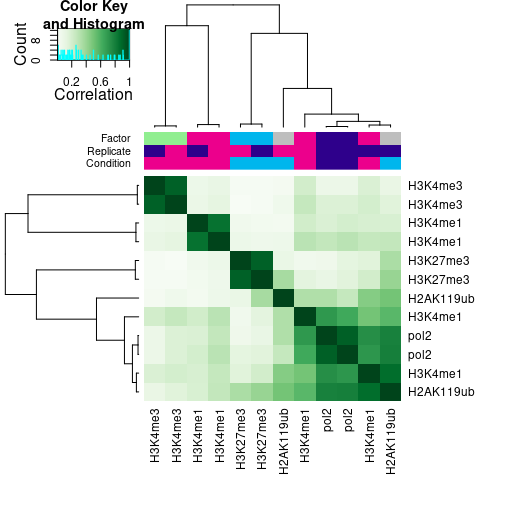 Color Key
and Histogram
Count
0 8
0.2 0.6 1
Correlation
Factor
Replicate
Condition
H3K4me3
H3K4me3
H3K4me1
H3K4me1
H3K27me3
H3K27me3
H2AK119ub
H3K4me1
pol2
pol2
H3K4me1
H2AK119ub
H3K4me3
H3K4me3
H3K4me1
H3K4me1
H3K27me3
H3K27me3
H2AK119ub
H3K4me1
pol2
pol2
H3K4me1
H2AK119ub